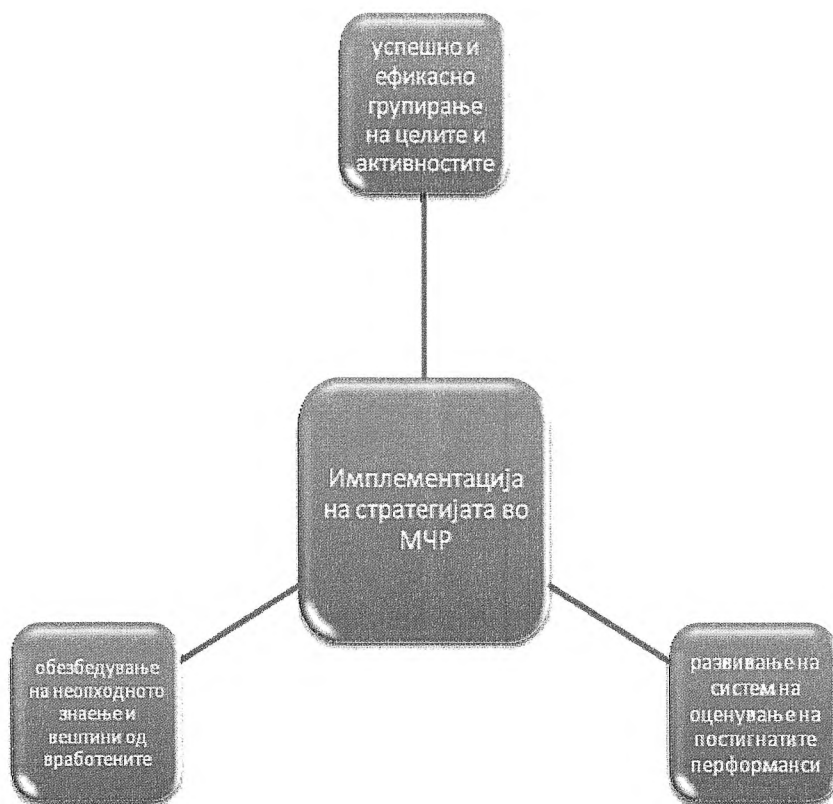 успешно и
ефикасно
групирање
на целите и
активностите
Имплементација
на стратегијата во
МЧР
обезбедување
на неопходното
знаење и
вештини од
вработените
развивање на
систем на
оценување на
постигнатите
перформанси